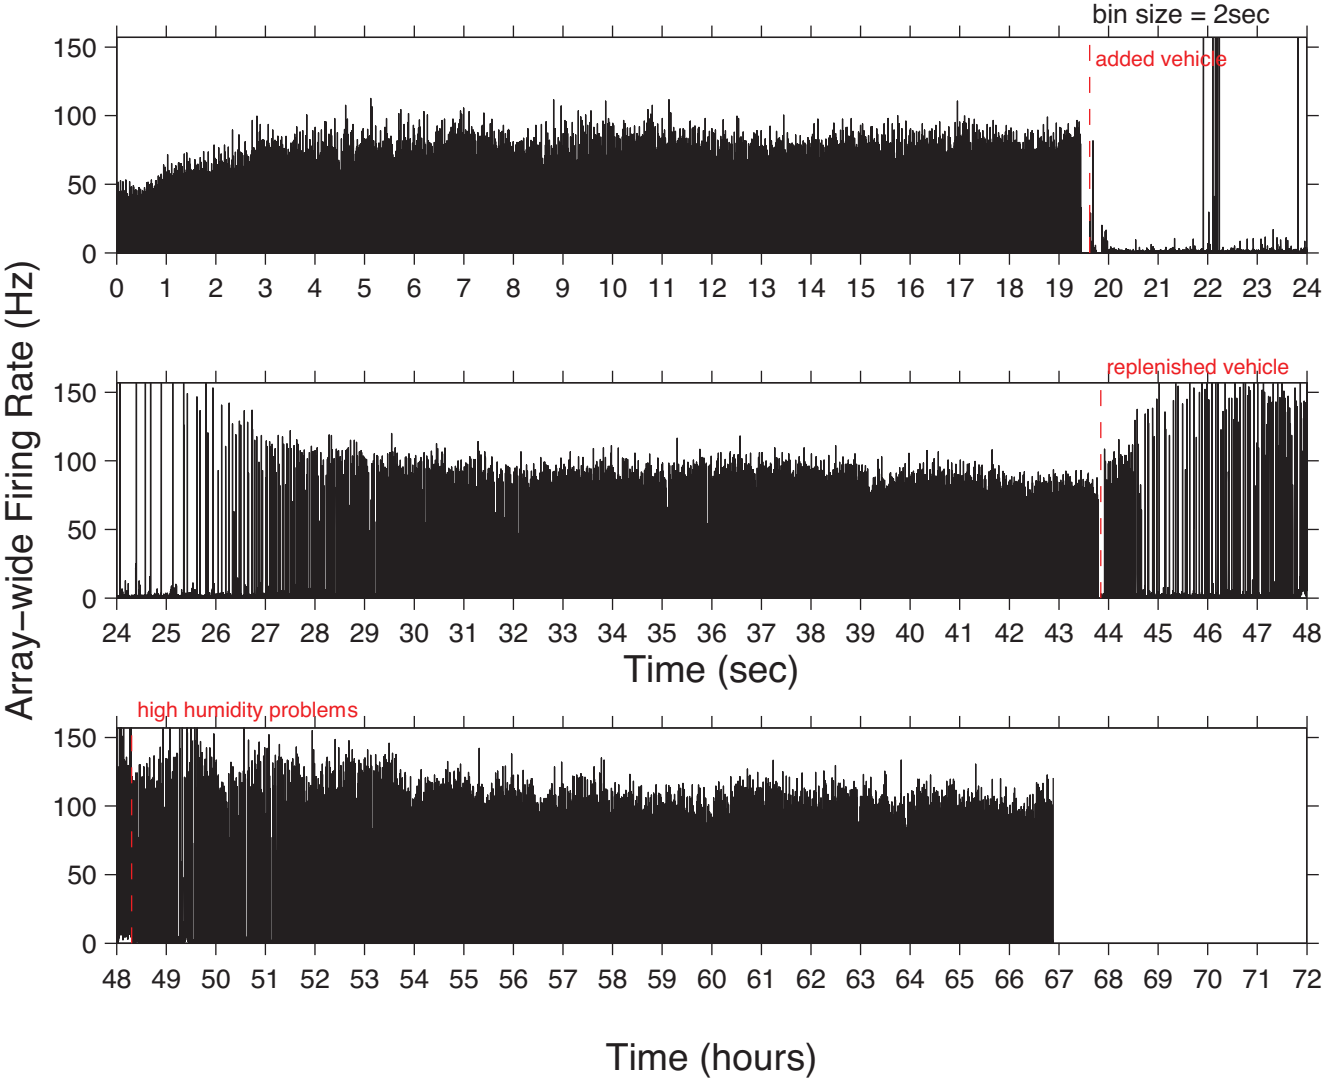 bin size = 2sec
Array-wide Firing Rate (Hz)
150
100
50
0
added vehicle
0 1 2 3 4 5 6 7 8 9 10 11 12 13 14 15 16 17 18 19 20 21 22 23 24
replenished vehicle
150
100
50
0
24 25 26 27 28 29 30 31 32 33 34 35 36 37 38 39 40 41 42 43 44 45 46 47 48
Time (sec)
high humidity problems
150
100
50
0
48 49 50 51 52 53 54 55 56 57 58 59 60 61 62 63 64 65 66 67 68 69 70 71 72
Time (hours)